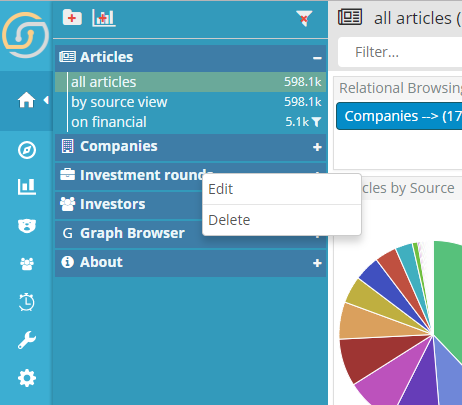 all articles (
Articles
all articles 598.1k
by source view 598.1k
on financial 5.1k
Companies
Investment rounds
Investors
G Graph Browser
About
Edit
Delete
Filter...
Relational Browsing
Companies --> (17
cles by Source